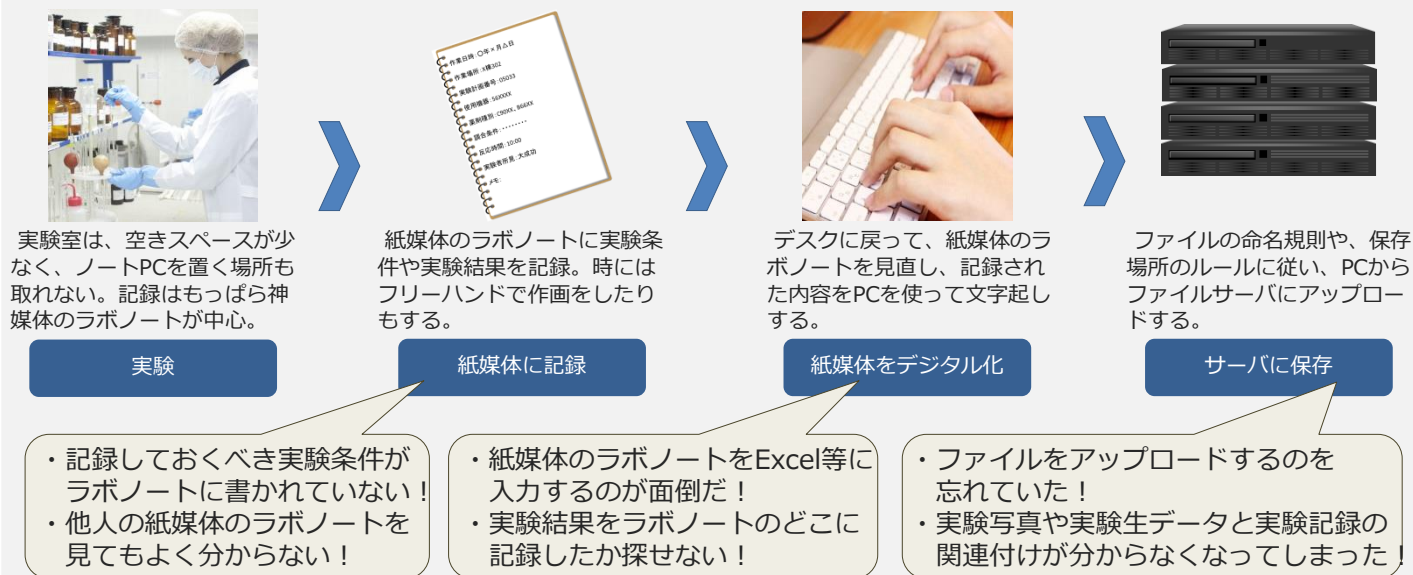 作業日時:〇年×月△日
作業場所:x棟302
実験計画番号:05033
使用機器:56XXXX
薬剤種別:C90XX、B66XX
調合条件:・・・・・・・・
反応時間:10:00
実験者所見:大成功
メモ:
実験室は、空きスペースが少
なく、ノートPCを置く場所も
取れない。記録はもっぱら神
媒体のラボノートが中心。
紙媒体のラボノートに実験条
件や実験結果を記録。時には
フリーハンドで作画をしたり
もする。
デスクに戻って、紙媒体のラ
ボノートを見直し、記録され
た内容をPCを使って文字起し
する。
ファイルの命名規則や、保存
場所のルールに従い、PCから
ファイルサーバにアップロー
ドする。
実験
紙媒体に記録
紙媒体をデジタル化
サーバに保存
・記録しておくべき実験条件が
ラボノートに書かれていない!
・他人の紙媒体のラボノートを
見てもよく分からない!
・紙媒体のラボノートをExcel等に
入力するのが面倒だ!
・実験結果をラボノートのどこに
記録したか探せない!
・ファイルをアップロードするのを
忘れていた!
・実験写真や実験生データと実験記録の
関連付けが分からなくなってしまった!